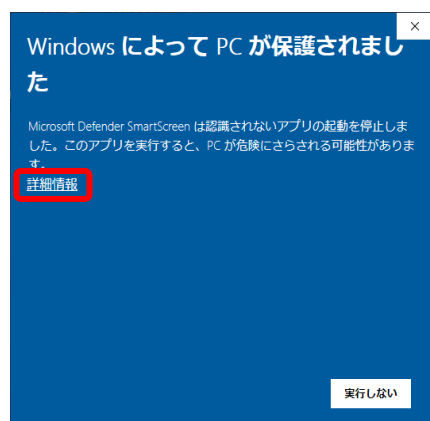 Windows によって PC が保護されまし
た
Microsoft Defender SmartScreen は認識されないアプリの起動を停止しま
した。このアプリを実行すると、PC が危険にさらされる可能性がありま
す。
詳細情報
実行しない